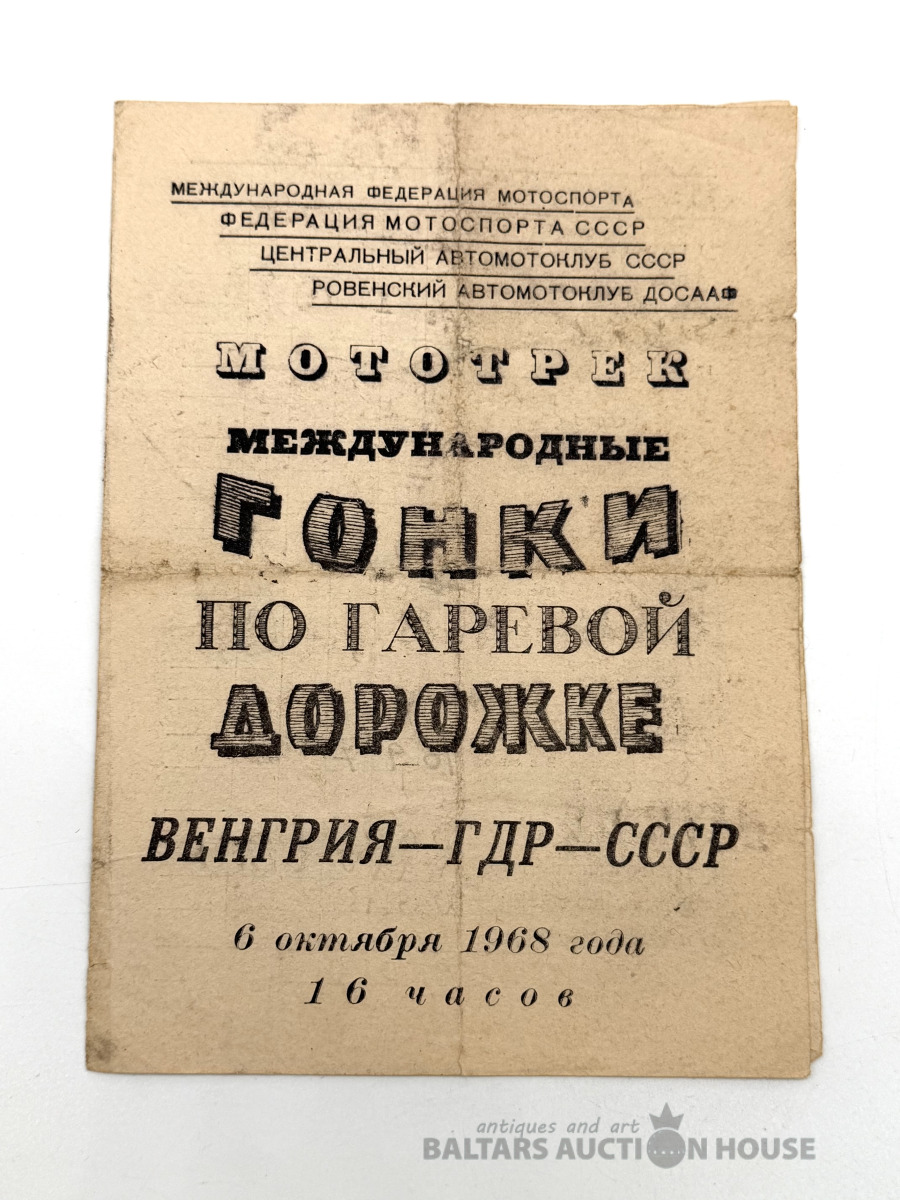 МЕЖДУНАРОДНАЯ ФЕДЕРАЦИЯ МОТОСПОРТА
ФЕДЕРАЦИЯ МОТОСПОРТА СССР
ЦЕНТРАЛЬНЫЙ АВТОМОТОКЛУБ СССР
РОВЕНСКИЙ АВТОМОТОКЛУБ ДОСААФ
МОТОТРЕК
МЕЖДУНАРОДНЫЕ
ГОНКИ
ПО ГАРЕВОЙ
ДОРОЖКЕ
ВЕНГРИЯ—ГДР—СССР
6 октября 1968 года
16 часов
antiques and art
BALTARS AUCTION HOUSE